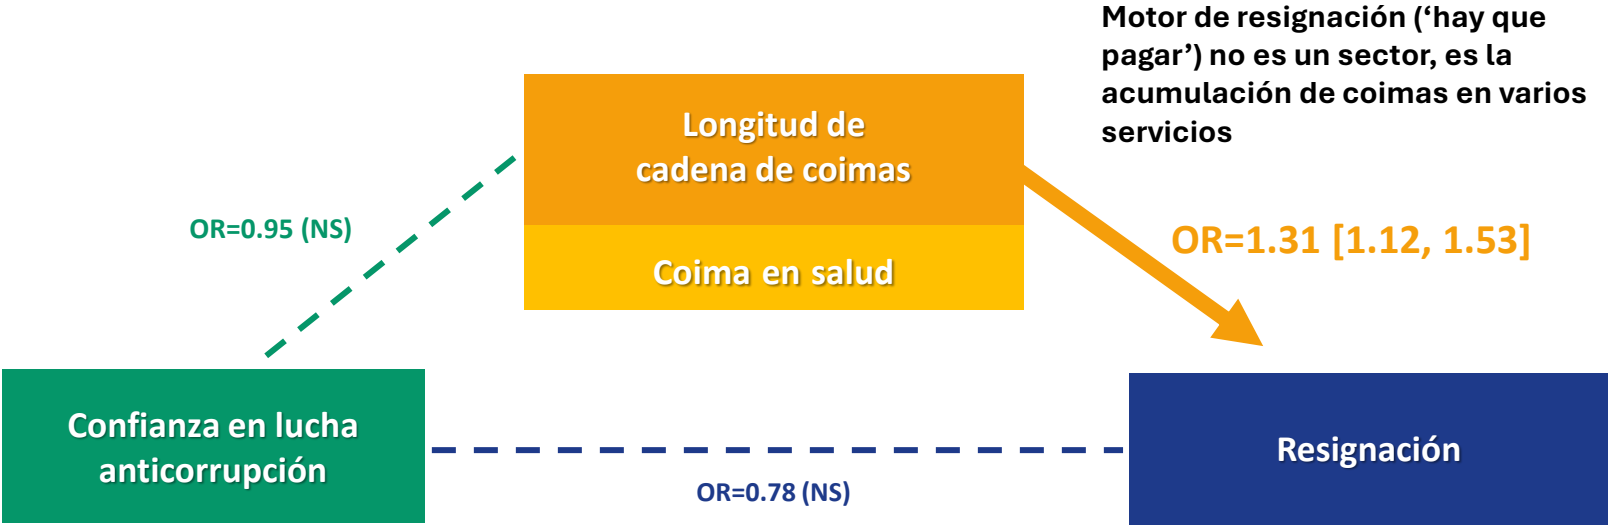 Motor de resignación (‘hay que
pagar’) no es un sector, es la
acumulación de coimas en varios
servicios
Longitud de
cadena de coimas
OR=0.95 (NS)
OR=1.31 [1.12, 1.53]
Coima en salud
Confianza en lucha
anticorrupción
Resignación
OR=0.78 (NS)